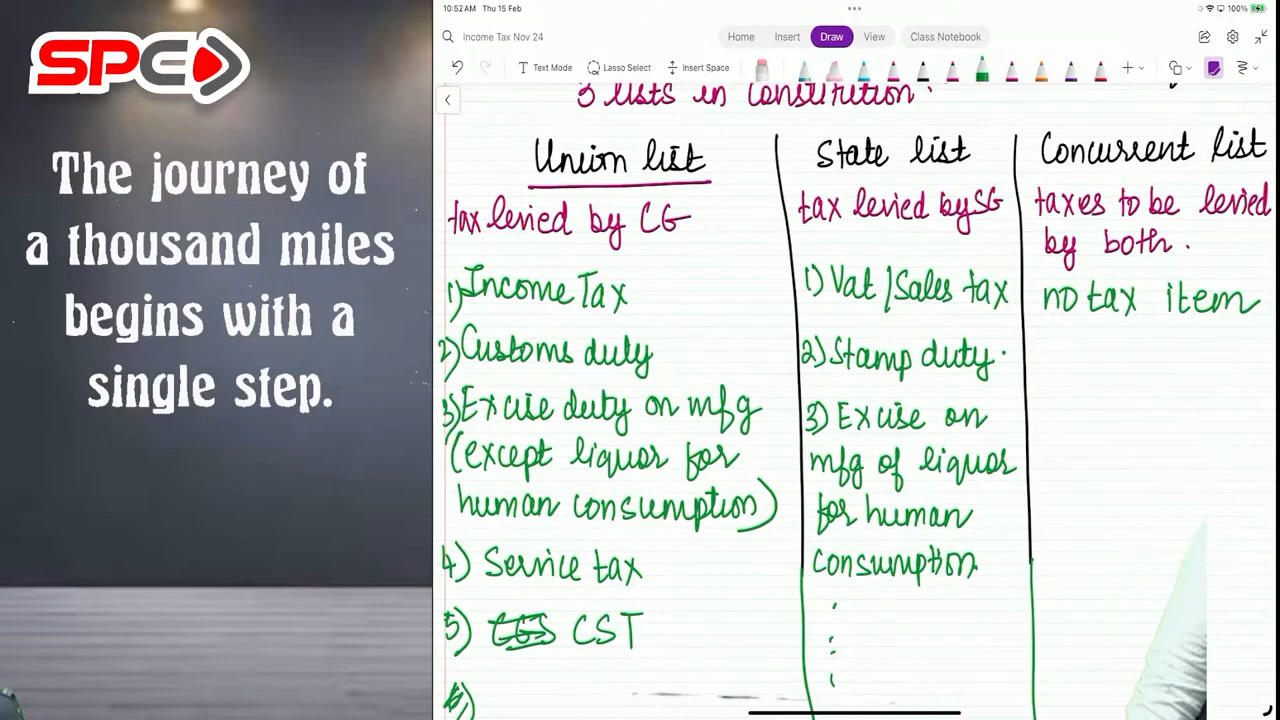 SPE
The journey of
a thousand miles
begins with a
single step.
10:52 AM Thu 15 Feb
100%
Income Tax Nov 24
Home Insert Draw View Class Notebook
Text Mode Lasso Select Insert Space
3 lists in Constitution.
Union list
tax levied by CG
1) Income Tax
2) Customs duty
3) Excise duty on mfg
(except liquor for
human consumption)
4) Service tax
5) CST
6)
State list
tax levied by SG
1) Vat/Sales tax
2) Stamp duty.
3) Excise on
mfg of liquor
for human
consumption.
Concurrent list
taxes to be levied
by both.
no tax item